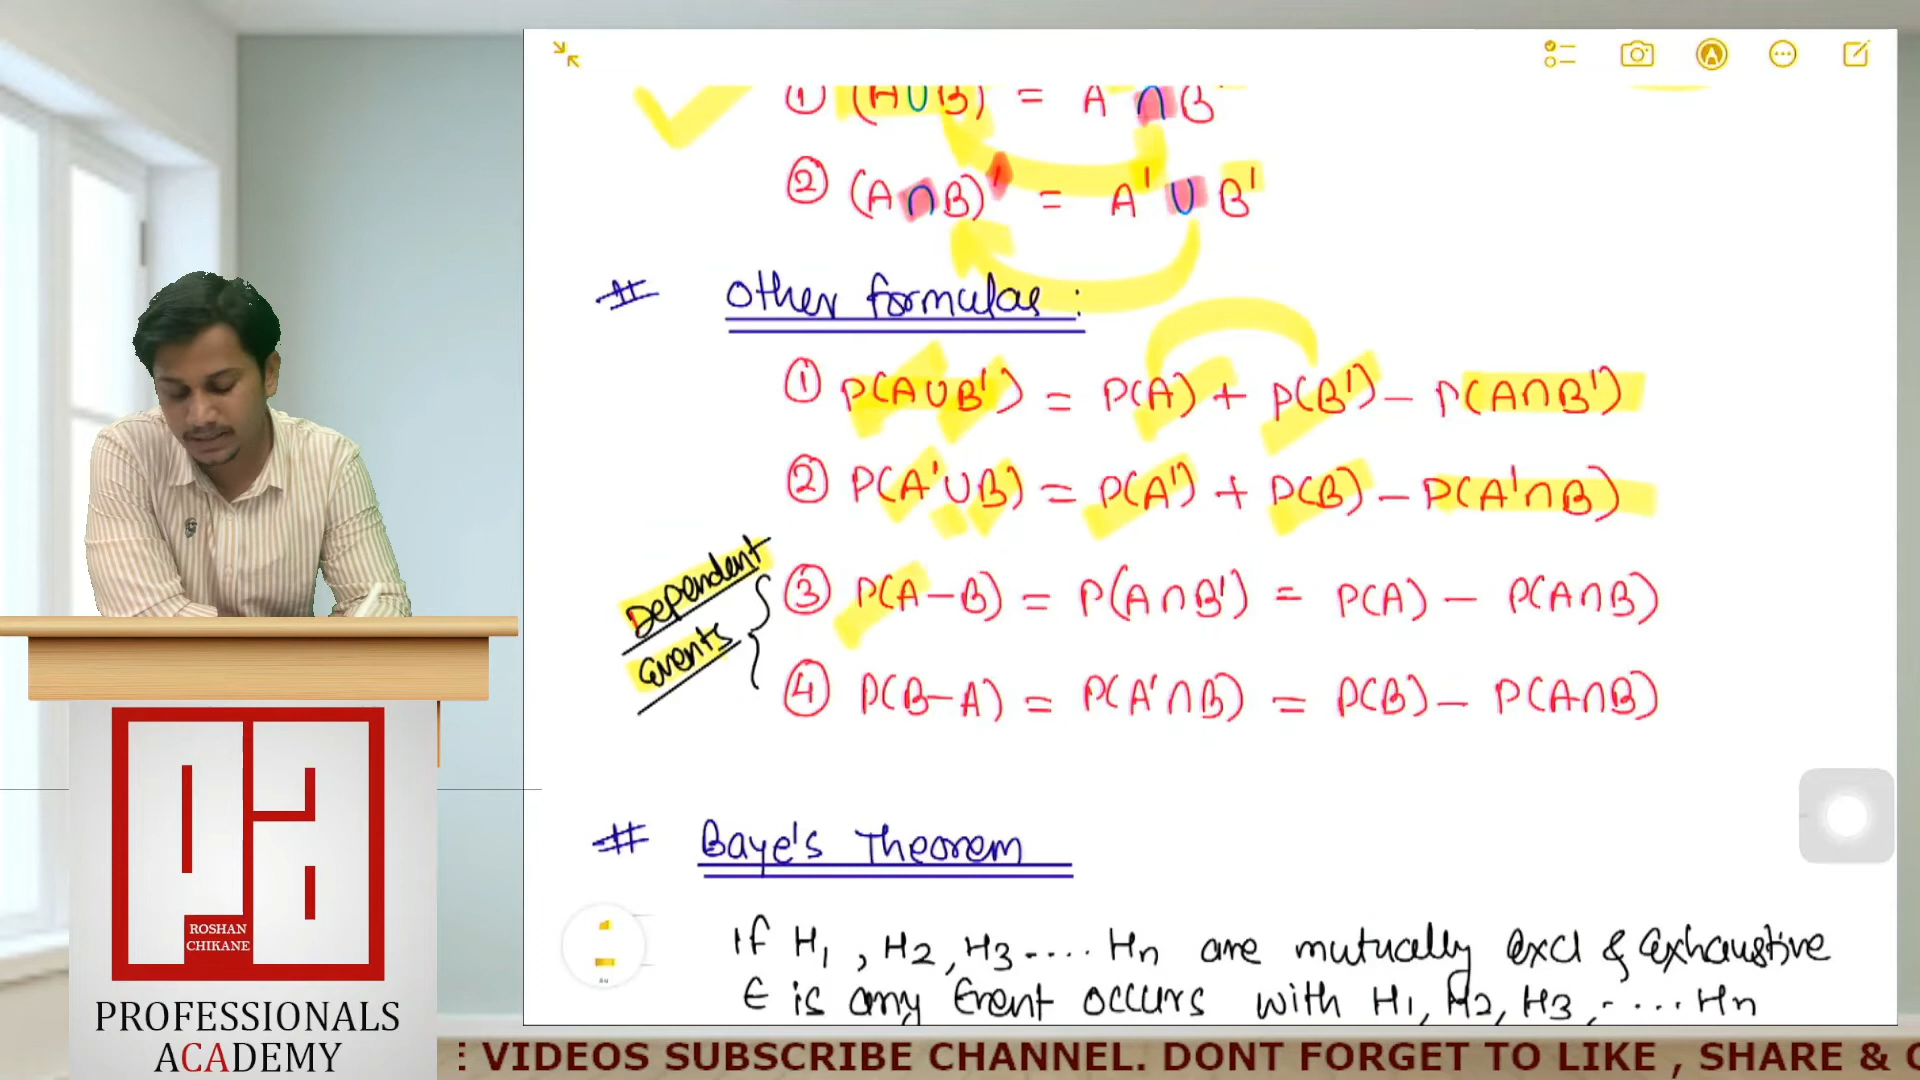 ① (A∪B) = A ∩ B
② (A∩B)' = A' ∪ B'
# Other formulas :
① P(A∪B') = P(A) + P(B') - P(A∩B')
② P(A'∪B) = P(A') + P(B) - P(A'∩B)
Dependent
events
③ P(A-B) = P(A∩B') = P(A) - P(A∩B)
④ P(B-A) = P(A'∩B) = P(B) - P(A∩B)
# Baye's Theorem
If H1, H2, H3 .... Hn are mutually excl & exhaustive
E is any Event occurs with H1, H2, H3, .... Hn
ROSHAN
CHIKANE
PROFESSIONALS
ACADEMY
VIDEOS SUBSCRIBE CHANNEL. DONT FORGET TO LIKE , SHARE &